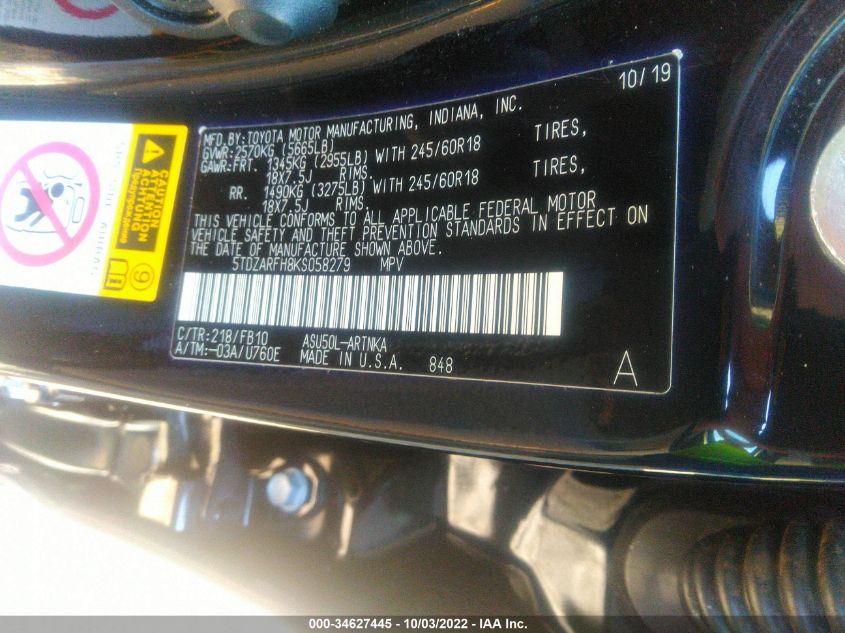 10/19
MFD.BY:TOYOTA MOTOR MANUFACTURING, INDIANA, INC.
GVWR:2570KG (5665LB)
GAWR:FRT. 1345KG (2955LB) WITH 245/60R18 TIRES,
18X7.5J RIMS.
RR. 1490KG (3275LB) WITH 245/60R18 TIRES,
18X7.5J RIMS.
THIS VEHICLE CONFORMS TO ALL APPLICABLE FEDERAL MOTOR
VEHICLE SAFETY AND THEFT PREVENTION STANDARDS IN EFFECT ON
THE DATE OF MANUFACTURE SHOWN ABOVE.
5TDZARFH8KS058279 MPV
C/TR:218/FB10 ASU50L-ARTNKA
A/TM:-03A/U760E MADE IN U.S.A. 848
A
CAUTION
ATTENTION
ACHTUNG
000-34627445 - 10/03/2022 - IAA Inc.